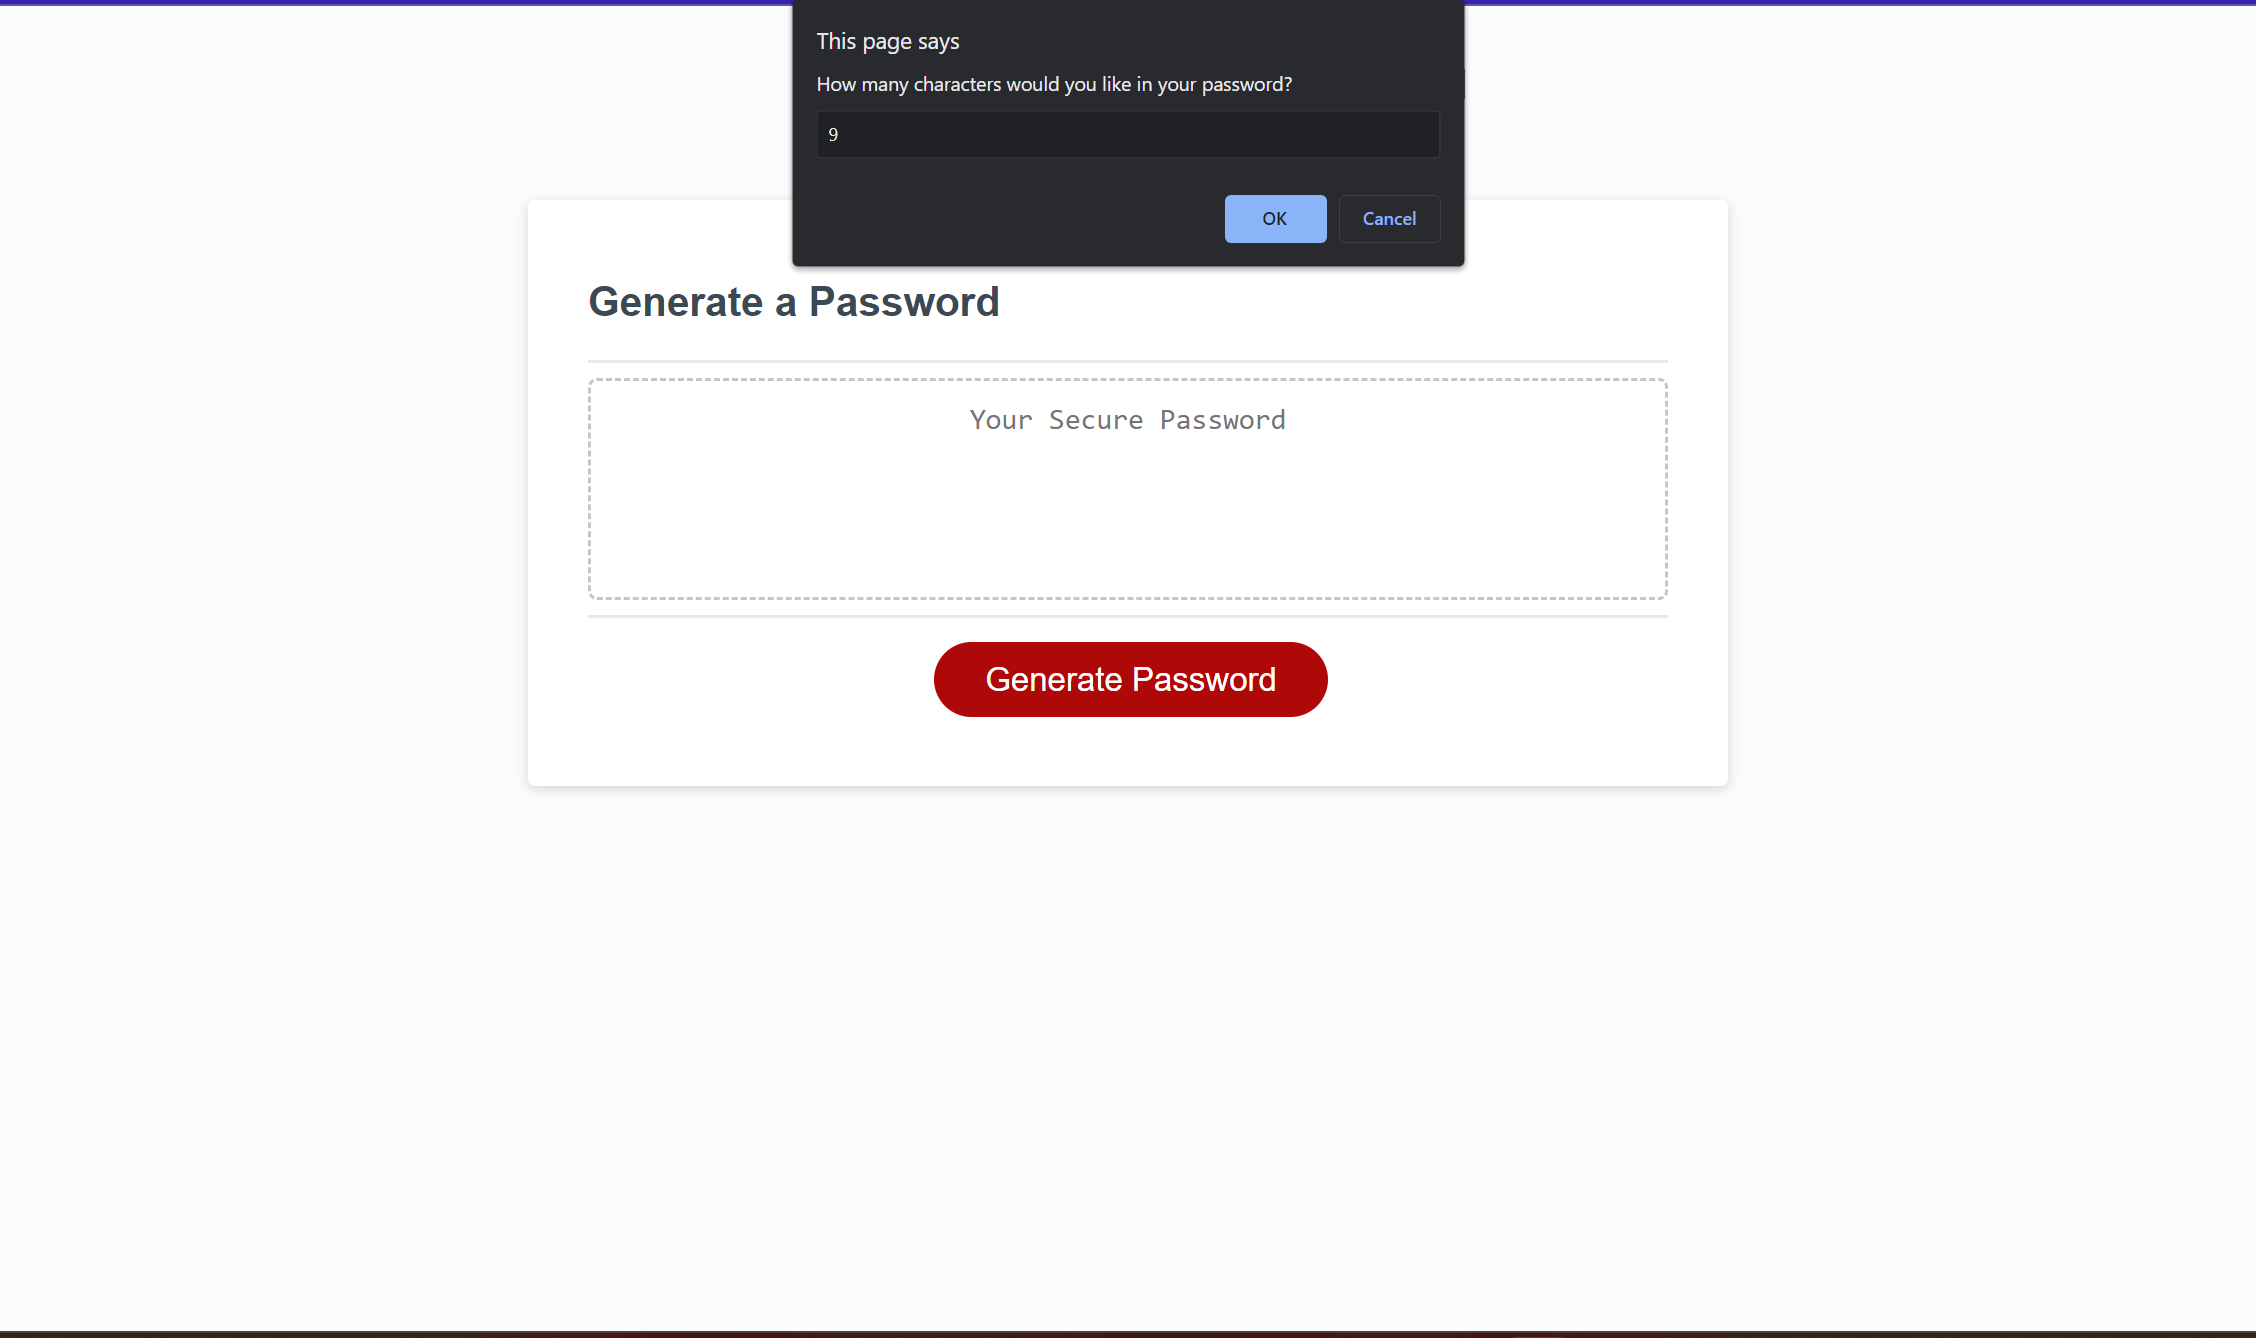 This page says
How many characters would you like in your password?
9
OK
Cancel
Generate a Password
Your Secure Password
Generate Password